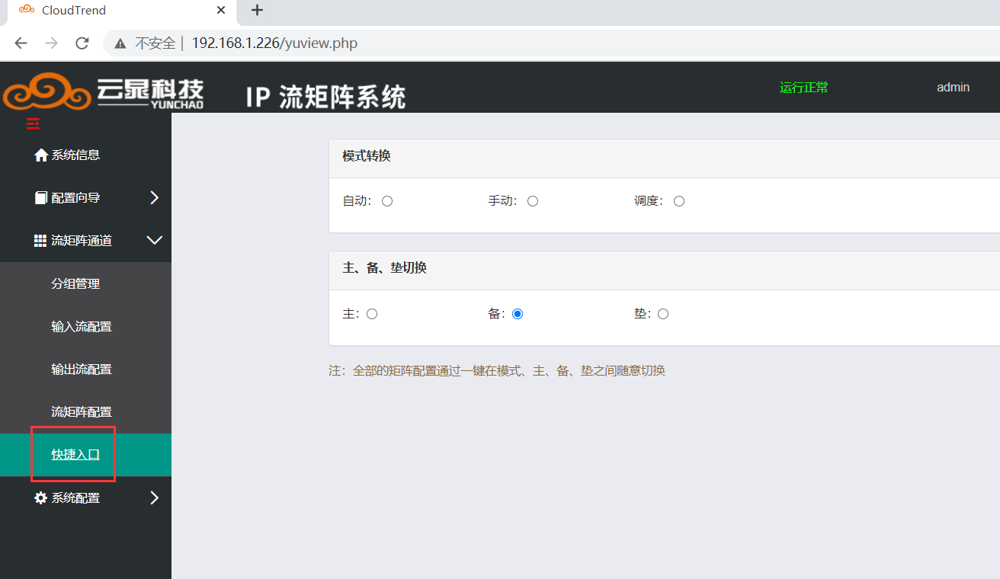 CloudTrend
不安全 | 192.168.1.226/yuview.php
云晁科技
YUNCHAO
IP 流矩阵系统
运行正常
admin
系统信息
配置向导
流矩阵通道
分组管理
输入流配置
输出流配置
流矩阵配置
快捷入口
系统配置
模式转换
自动： 手动： 调度：
主、备、垫切换
主： 备： 垫：
注：全部的矩阵配置通过一键在模式、主、备、垫之间随意切换